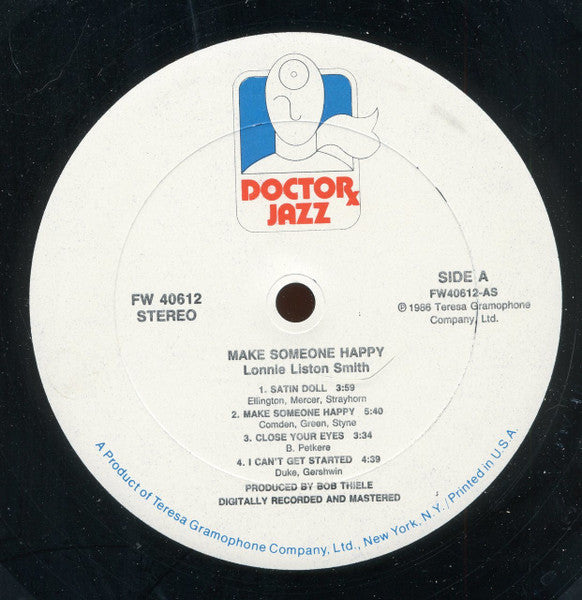 DOCTOR℞
JAZZ
FW 40612
STEREO
SIDE A
FW40612-AS
℗ 1986 Teresa Gramophone
Company, Ltd.
MAKE SOMEONE HAPPY
Lonnie Liston Smith
1. SATIN DOLL 3:59
Ellington, Mercer, Strayhorn
2. MAKE SOMEONE HAPPY 5:40
Comden, Green, Styne
3. CLOSE YOUR EYES 3:34
B. Petkere
4. I CAN'T GET STARTED 4:39
Duke, Gershwin
PRODUCED BY BOB THIELE
DIGITALLY RECORDED AND MASTERED
A Product of Teresa Gramophone Company, Ltd., New York, N.Y./Printed in U.S.A.